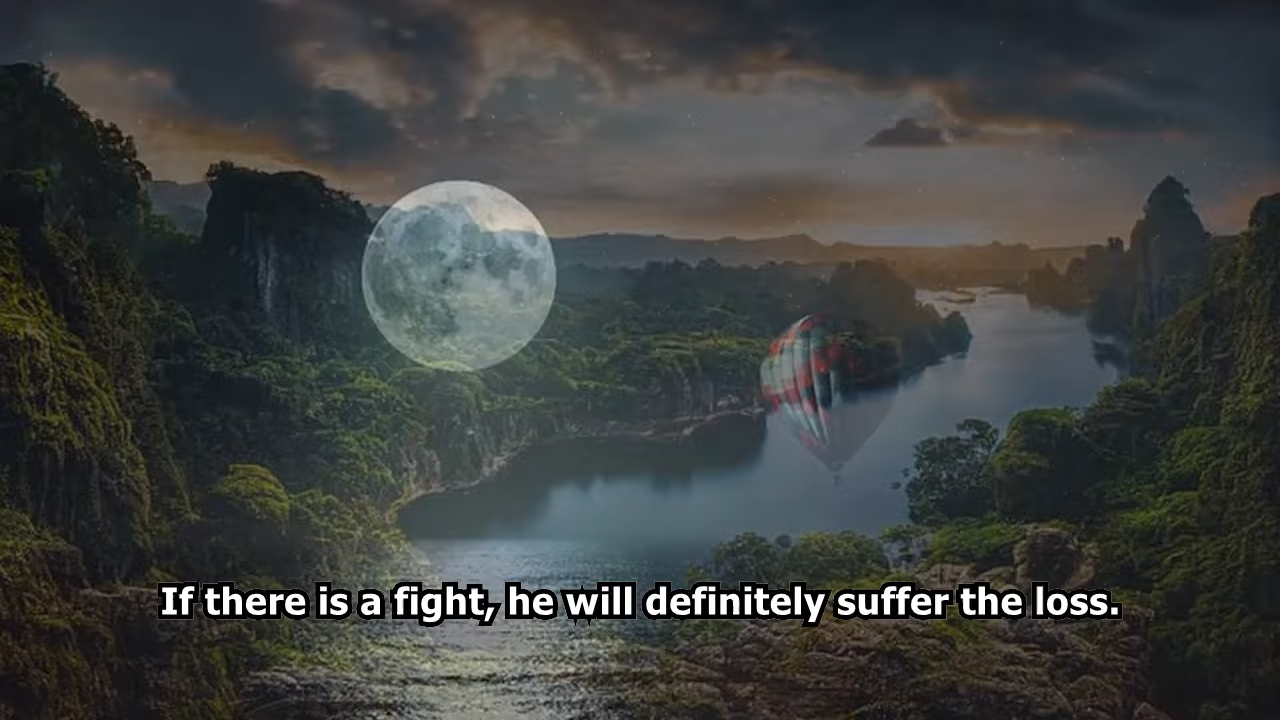 If there is a fight, he will definitely suffer the loss.